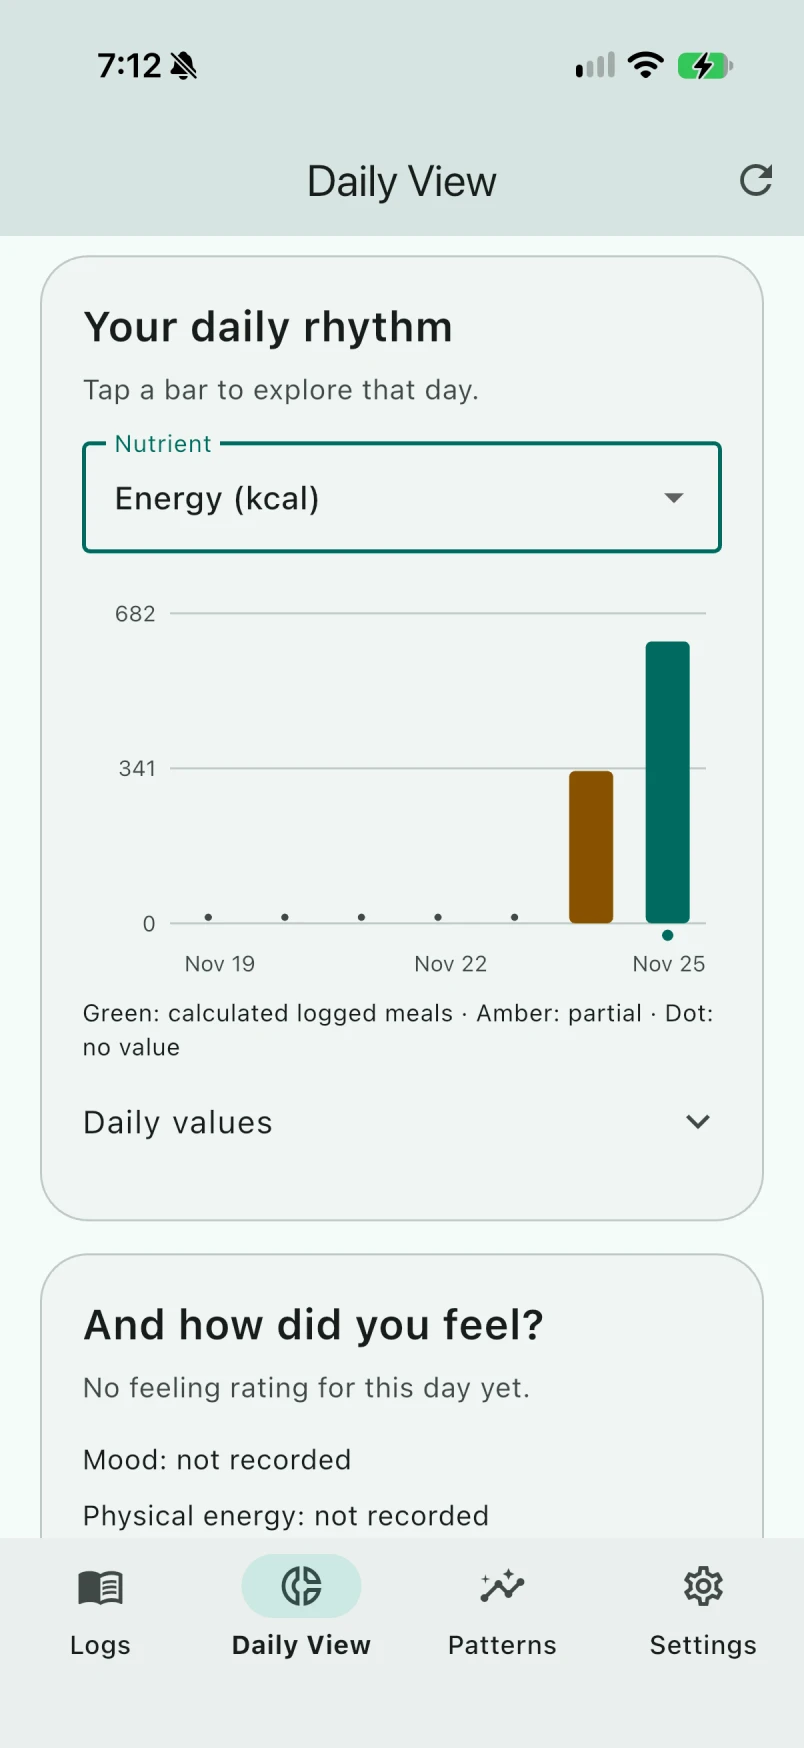 7:12
Daily View
Your daily rhythm
Tap a bar to explore that day.
Nutrient
Energy (kcal)
682
341
0
Nov 19 Nov 22 Nov 25
Green: calculated logged meals · Amber: partial · Dot:
no value
Daily values
And how did you feel?
No feeling rating for this day yet.
Mood: not recorded
Physical energy: not recorded
Logs Daily View Patterns Settings